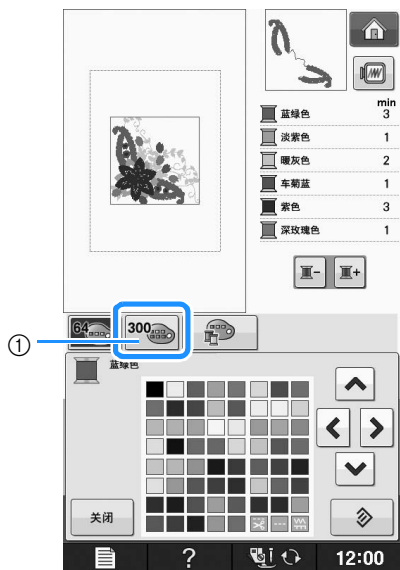 min
蓝绿色 3
淡紫色 1
暖灰色 2
车菊蓝 1
紫色 3
深玫瑰色 1
- +
64 300
①
蓝绿色
关闭
? 12:00